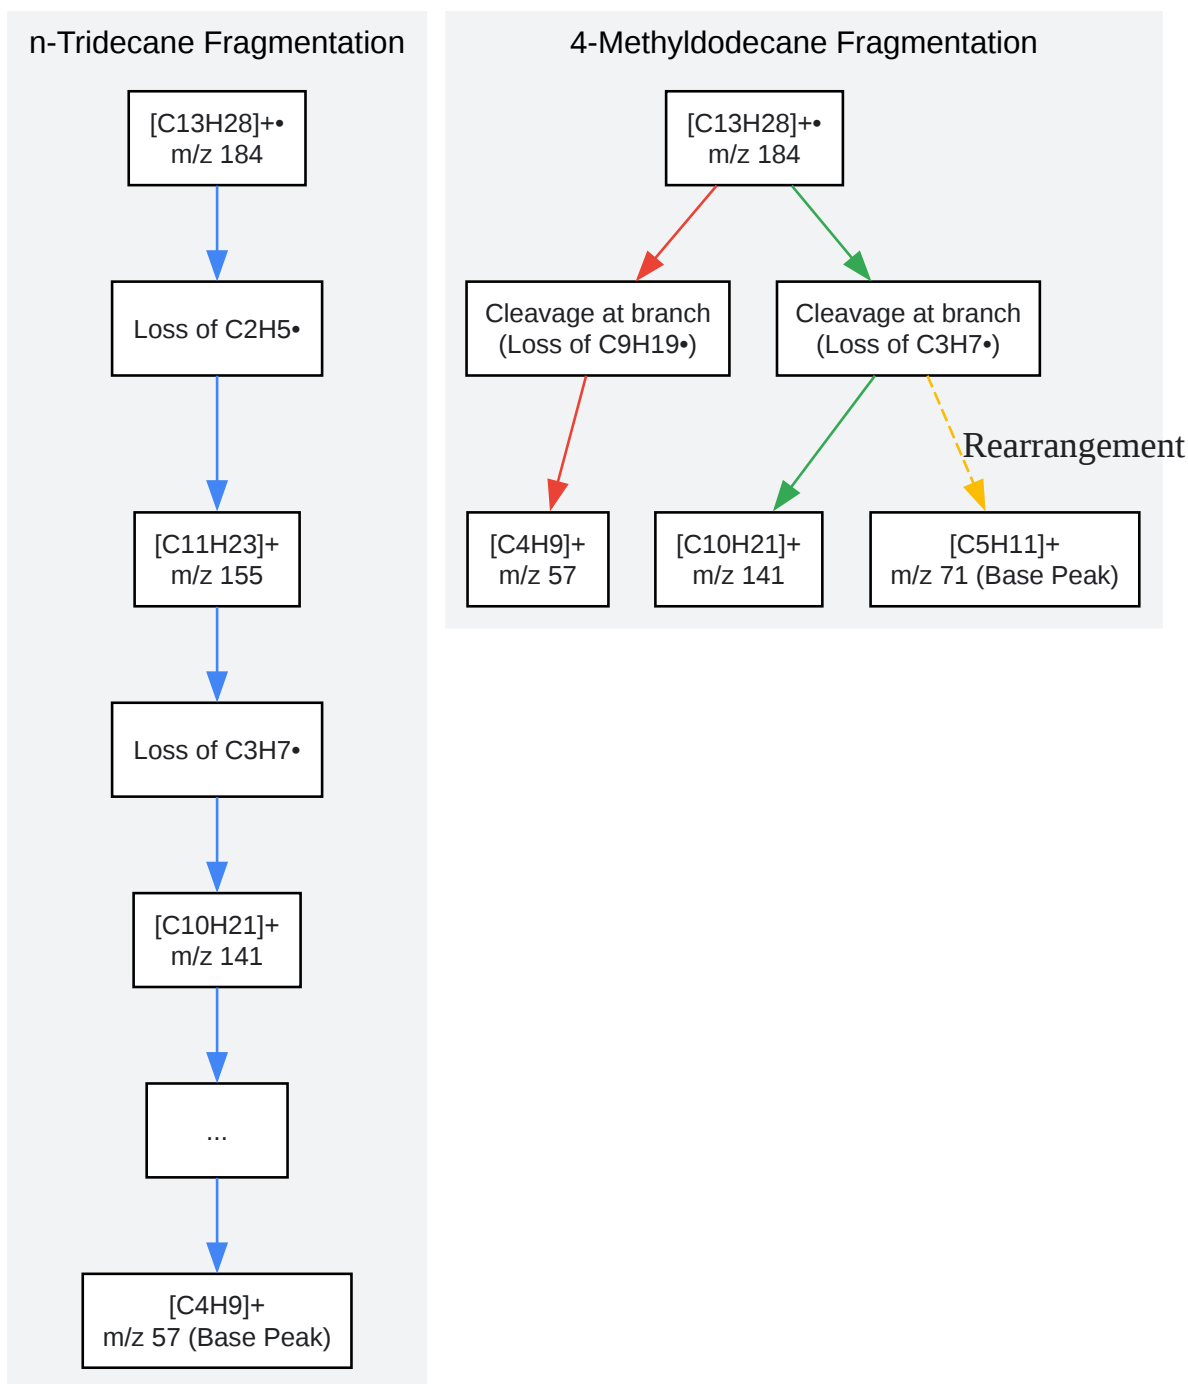 n-Tridecane Fragmentation
[C13H28]+•
m/z 184
Loss of C2H5•
[C11H23]+
m/z 155
Loss of C3H7•
[C10H21]+
m/z 141
...
[C4H9]+
m/z 57 (Base Peak)
4-Methyldodecane Fragmentation
[C13H28]+•
m/z 184
Cleavage at branch
(Loss of C9H19•)
Cleavage at branch
(Loss of C3H7•)
Rearrangement
[C4H9]+
m/z 57
[C10H21]+
m/z 141
[C5H11]+
m/z 71 (Base Peak)